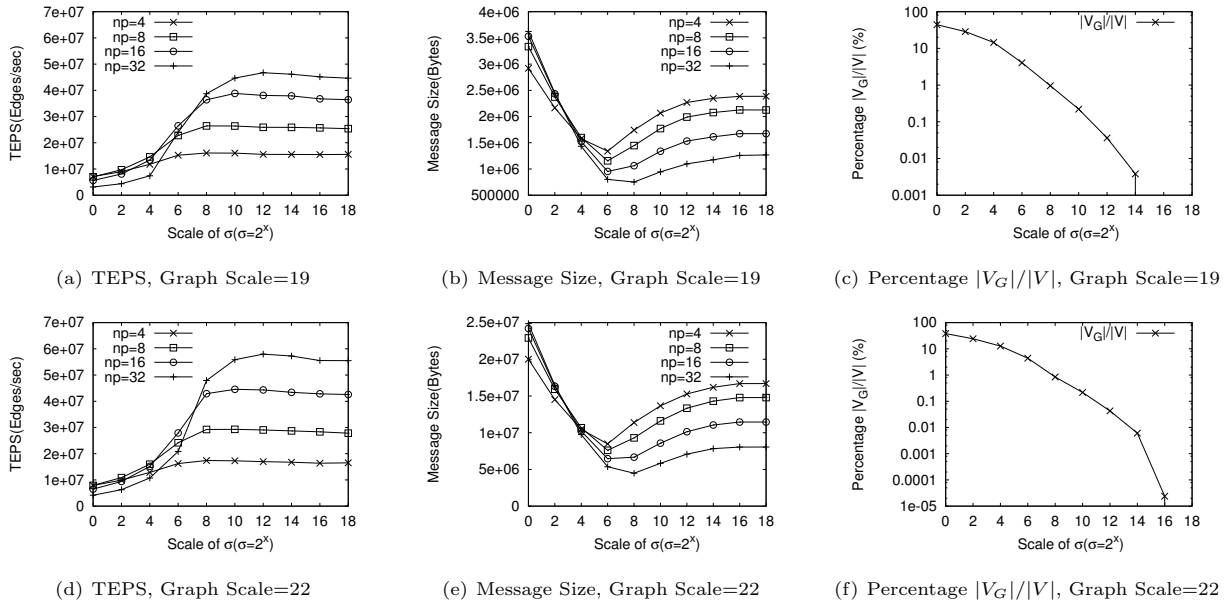 TEPS(Edges/sec)
8e+07
7e+07
6e+07
5e+07
4e+07
3e+07
2e+07
1e+07
0
np=4
np=8
np=16
np=32
0 2 4 6 8 10 12 14 16 18
Scale of σ(σ=2^x)
(a) TEPS, Graph Scale=19
Message Size(Bytes)
4e+06
3.5e+06
3e+06
2.5e+06
2e+06
1.5e+06
1e+06
500000
np=4
np=8
np=16
np=32
0 2 4 6 8 10 12 14 16 18
Scale of σ(σ=2^x)
(b) Message Size, Graph Scale=19
Percentage |V_G|/|V| (%)
100
10
1
0.1
0.01
0.001
|V_G|/|V|
0 2 4 6 8 10 12 14 16 18
Scale of σ(σ=2^x)
(c) Percentage |V_G|/|V|, Graph Scale=19
TEPS(Edges/sec)
7e+07
6e+07
5e+07
4e+07
3e+07
2e+07
1e+07
0
np=4
np=8
np=16
np=32
0 2 4 6 8 10 12 14 16 18
Scale of σ(σ=2^x)
(d) TEPS, Graph Scale=22
Message Size(Bytes)
2.5e+07
2e+07
1.5e+07
1e+07
5e+06
0
np=4
np=8
np=16
np=32
0 2 4 6 8 10 12 14 16 18
Scale of σ(σ=2^x)
(e) Message Size, Graph Scale=22
Percentage |V_G|/|V| (%)
100
10
1
0.1
0.01
0.001
0.0001
1e-05
|V_G|/|V|
0 2 4 6 8 10 12 14 16 18
Scale of σ(σ=2^x)
(f) Percentage |V_G|/|V|, Graph Scale=22